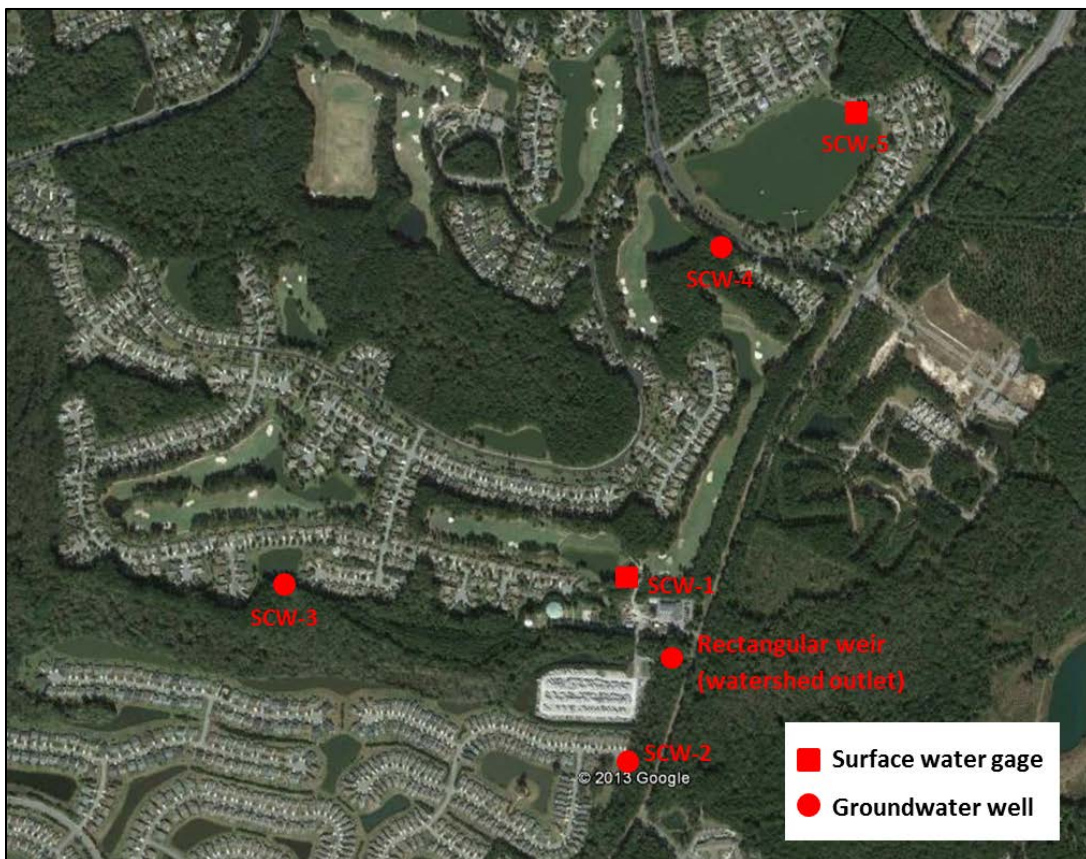 SCW-5
SCW-4
SCW-1
SCW-3
Rectangular weir
(watershed outlet)
SCW-2
© 2013 Google
Surface water gage
Groundwater well